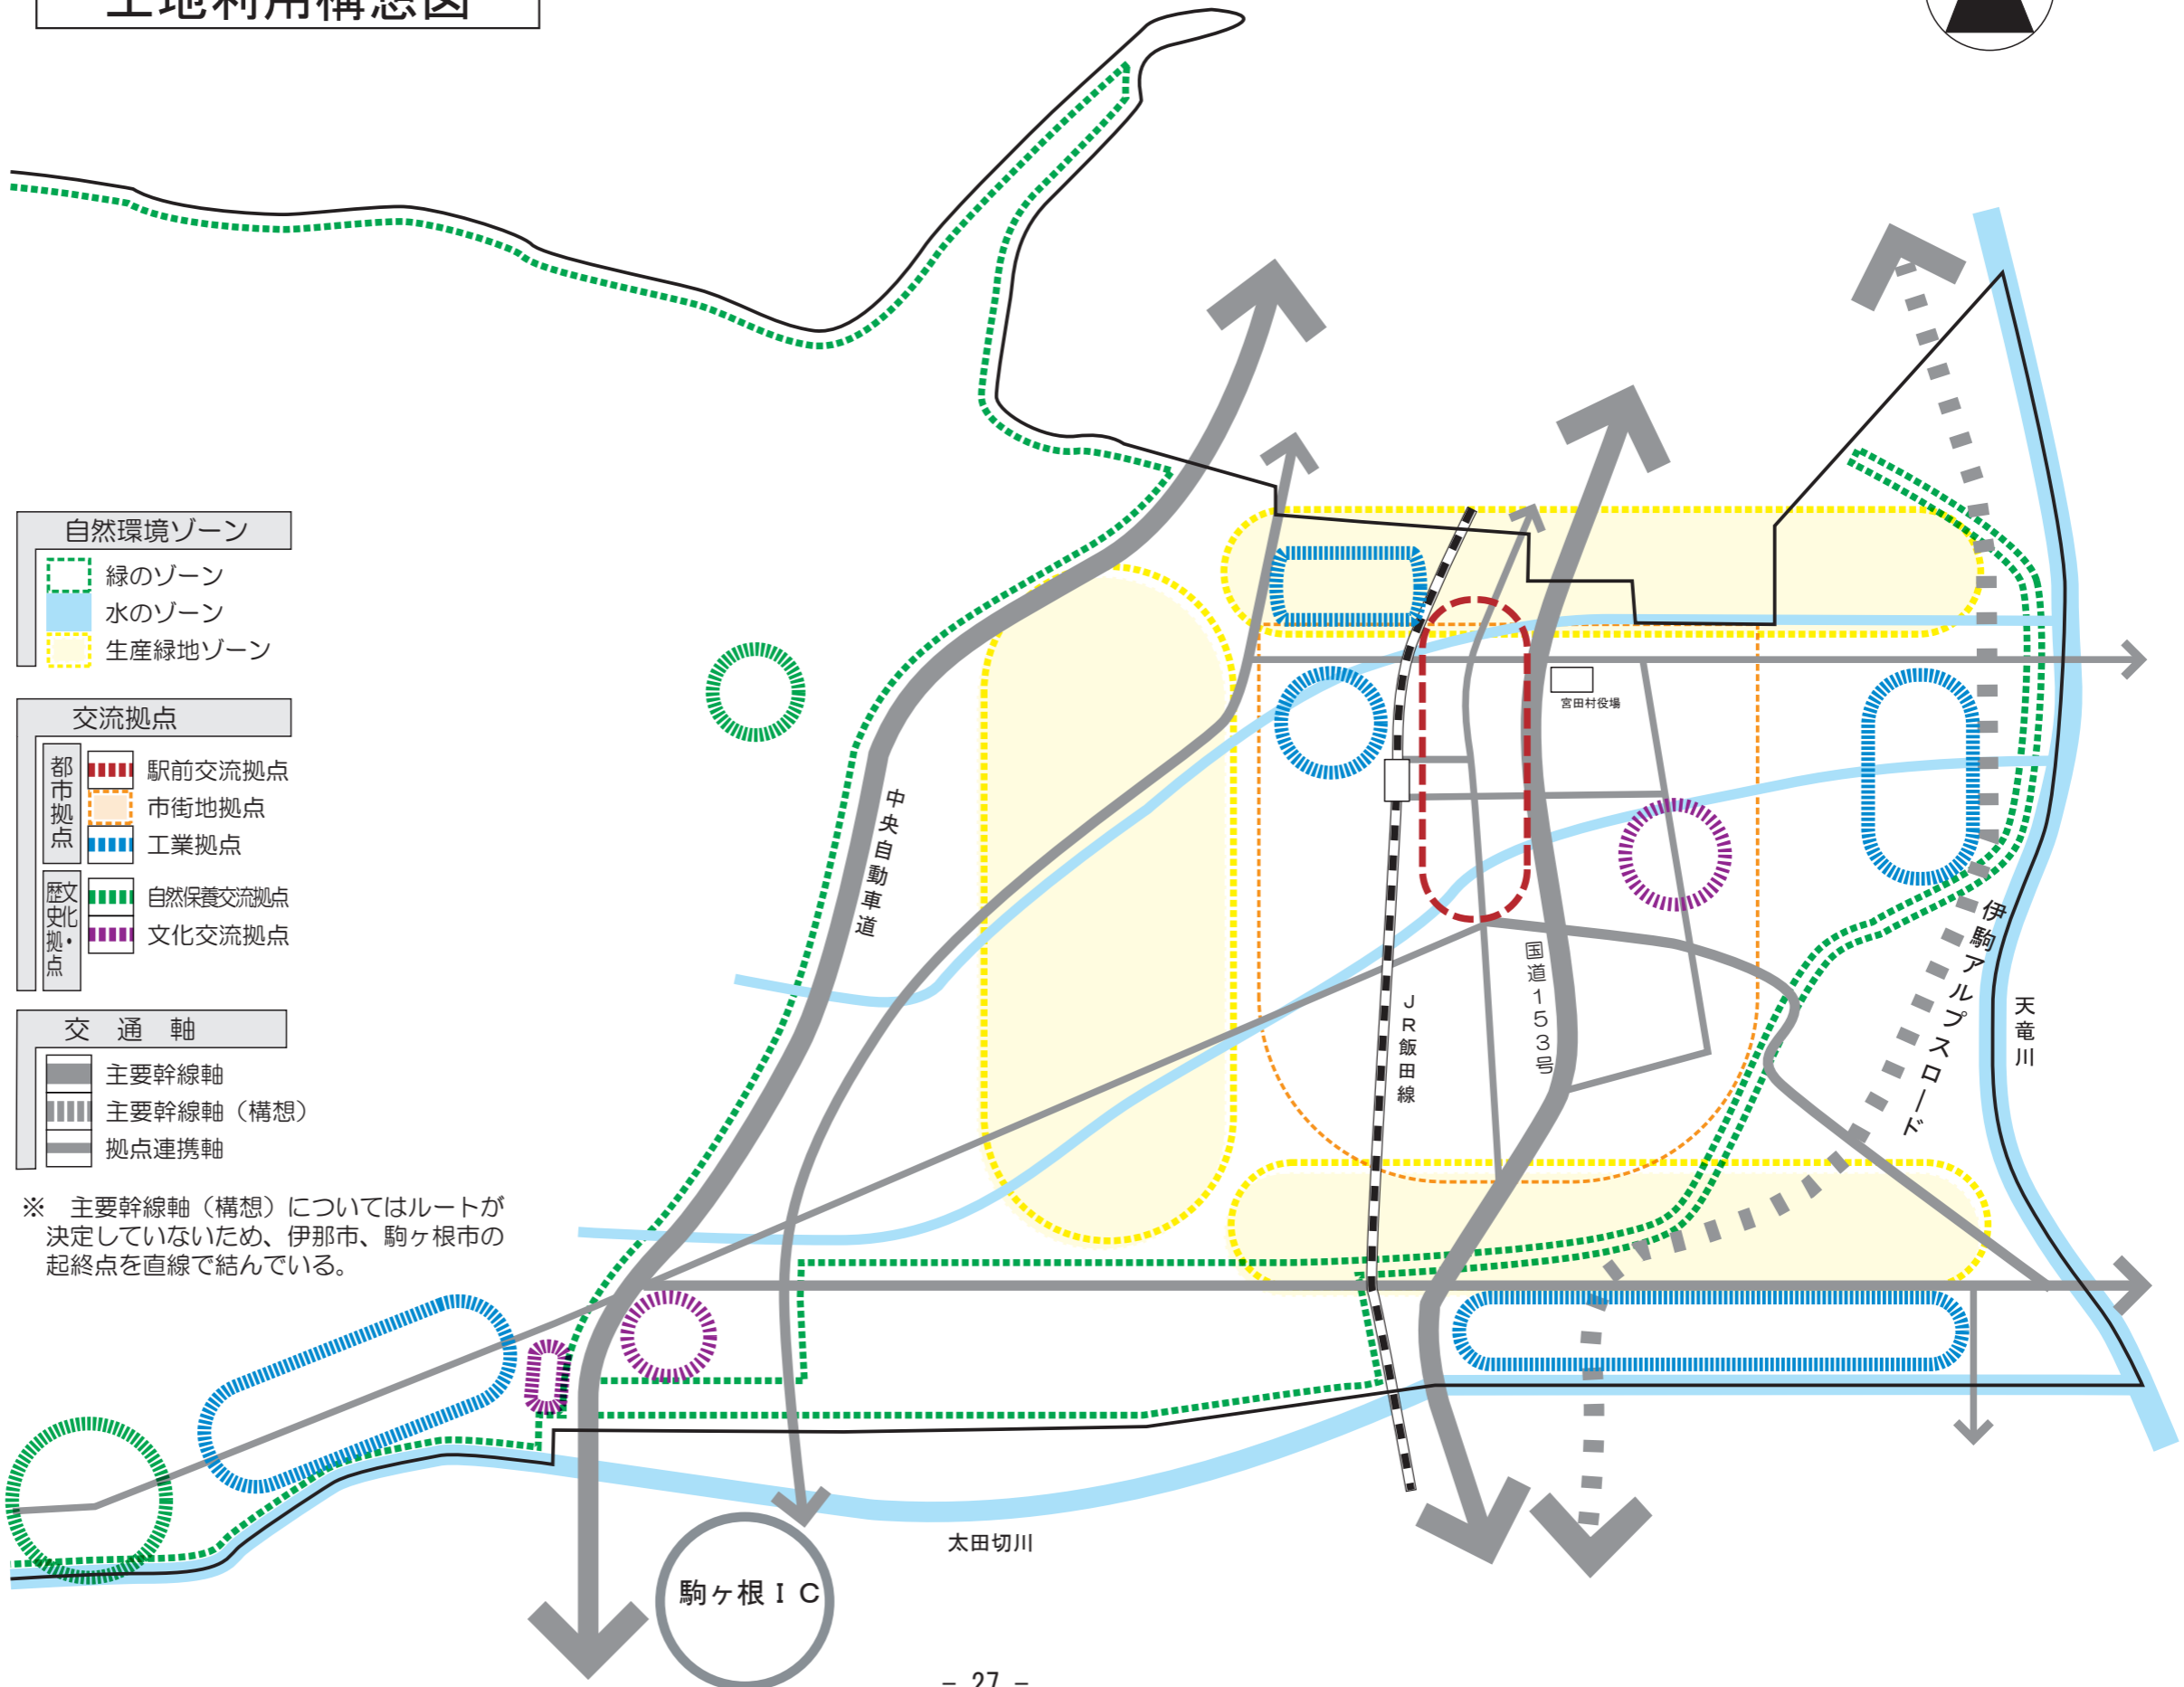 土地利用構想図
自然環境ゾーン
緑のゾーン
水のゾーン
生産緑地ゾーン
交流拠点
都市拠点
駅前交流拠点
市街地拠点
工業拠点
文化・歴史拠点
自然保養交流拠点
文化交流拠点
交 通 軸
主要幹線軸
主要幹線軸（構想）
拠点連携軸
※ 主要幹線軸（構想）についてはルートが
決定していないため、伊那市、駒ヶ根市の
起終点を直線で結んでいる。
中央自動車道
宮田村役場
国道153号
JR飯田線
伊駒アルプスロード
天竜川
太田切川
駒ヶ根IC
- 27 -